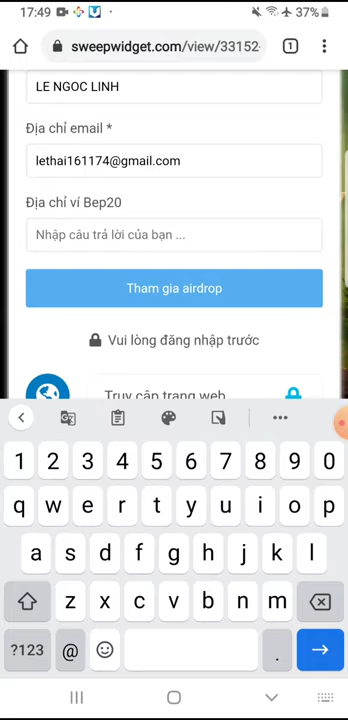 17:49
37%
sweepwidget.com/view/33152-
1
LE NGOC LINH
Địa chỉ email *
lethai161174@gmail.com
Địa chỉ ví Bep20
Nhập câu trả lời của bạn ...
Tham gia airdrop
Vui lòng đăng nhập trước
Truy cập trang web
1 2 3 4 5 6 7 8 9 0
q w e r t y u i o p
a s d f g h j k l
z x c v b n m
?123 @ .